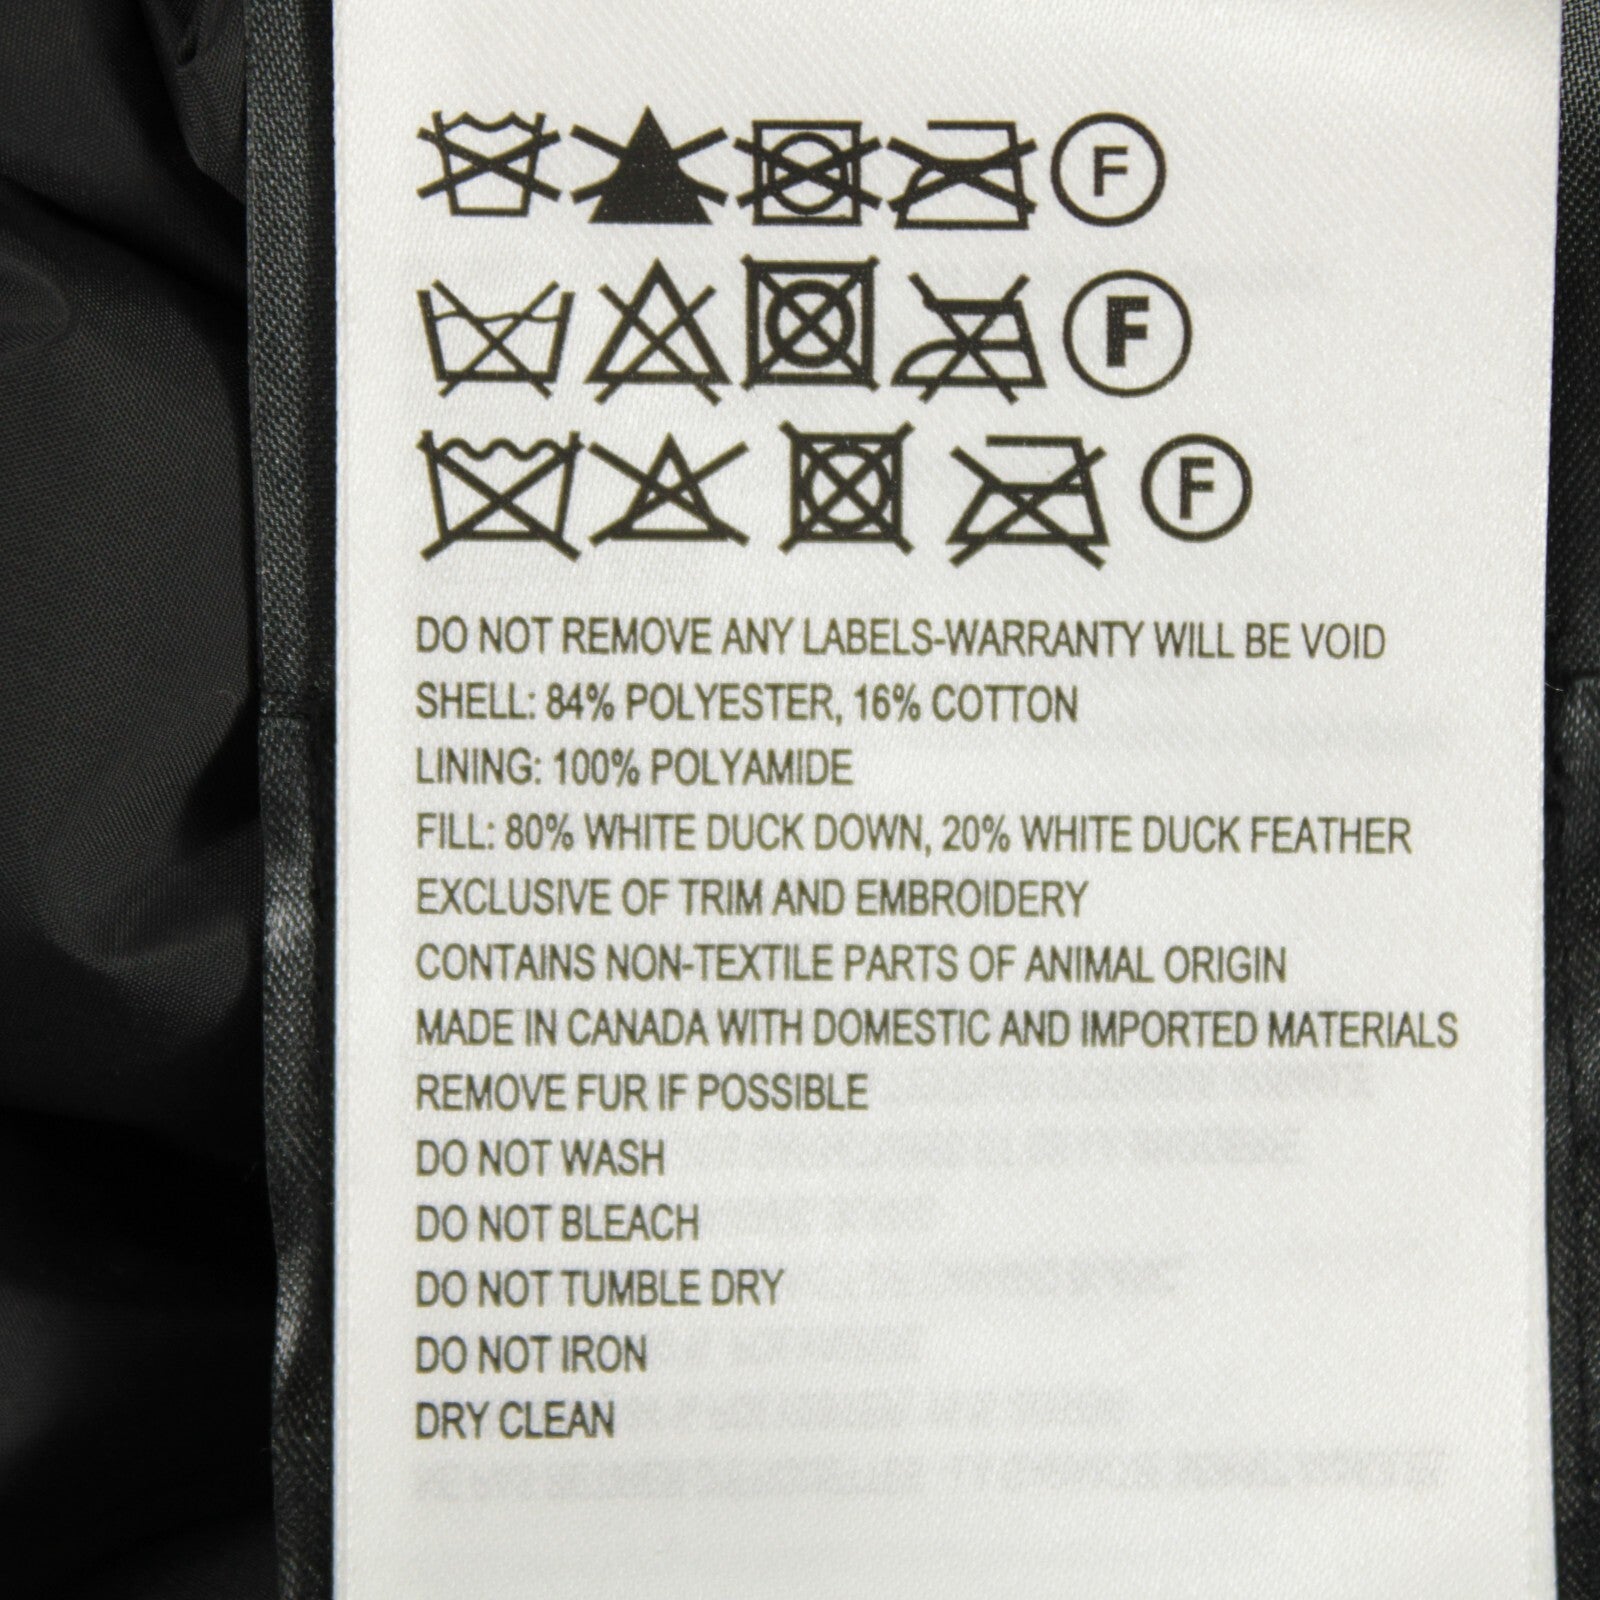 F
F
F
DO NOT REMOVE ANY LABELS-WARRANTY WILL BE VOID
SHELL: 84% POLYESTER, 16% COTTON
LINING: 100% POLYAMIDE
FILL: 80% WHITE DUCK DOWN, 20% WHITE DUCK FEATHER
EXCLUSIVE OF TRIM AND EMBROIDERY
CONTAINS NON-TEXTILE PARTS OF ANIMAL ORIGIN
MADE IN CANADA WITH DOMESTIC AND IMPORTED MATERIALS
REMOVE FUR IF POSSIBLE
DO NOT WASH
DO NOT BLEACH
DO NOT TUMBLE DRY
DO NOT IRON
DRY CLEAN